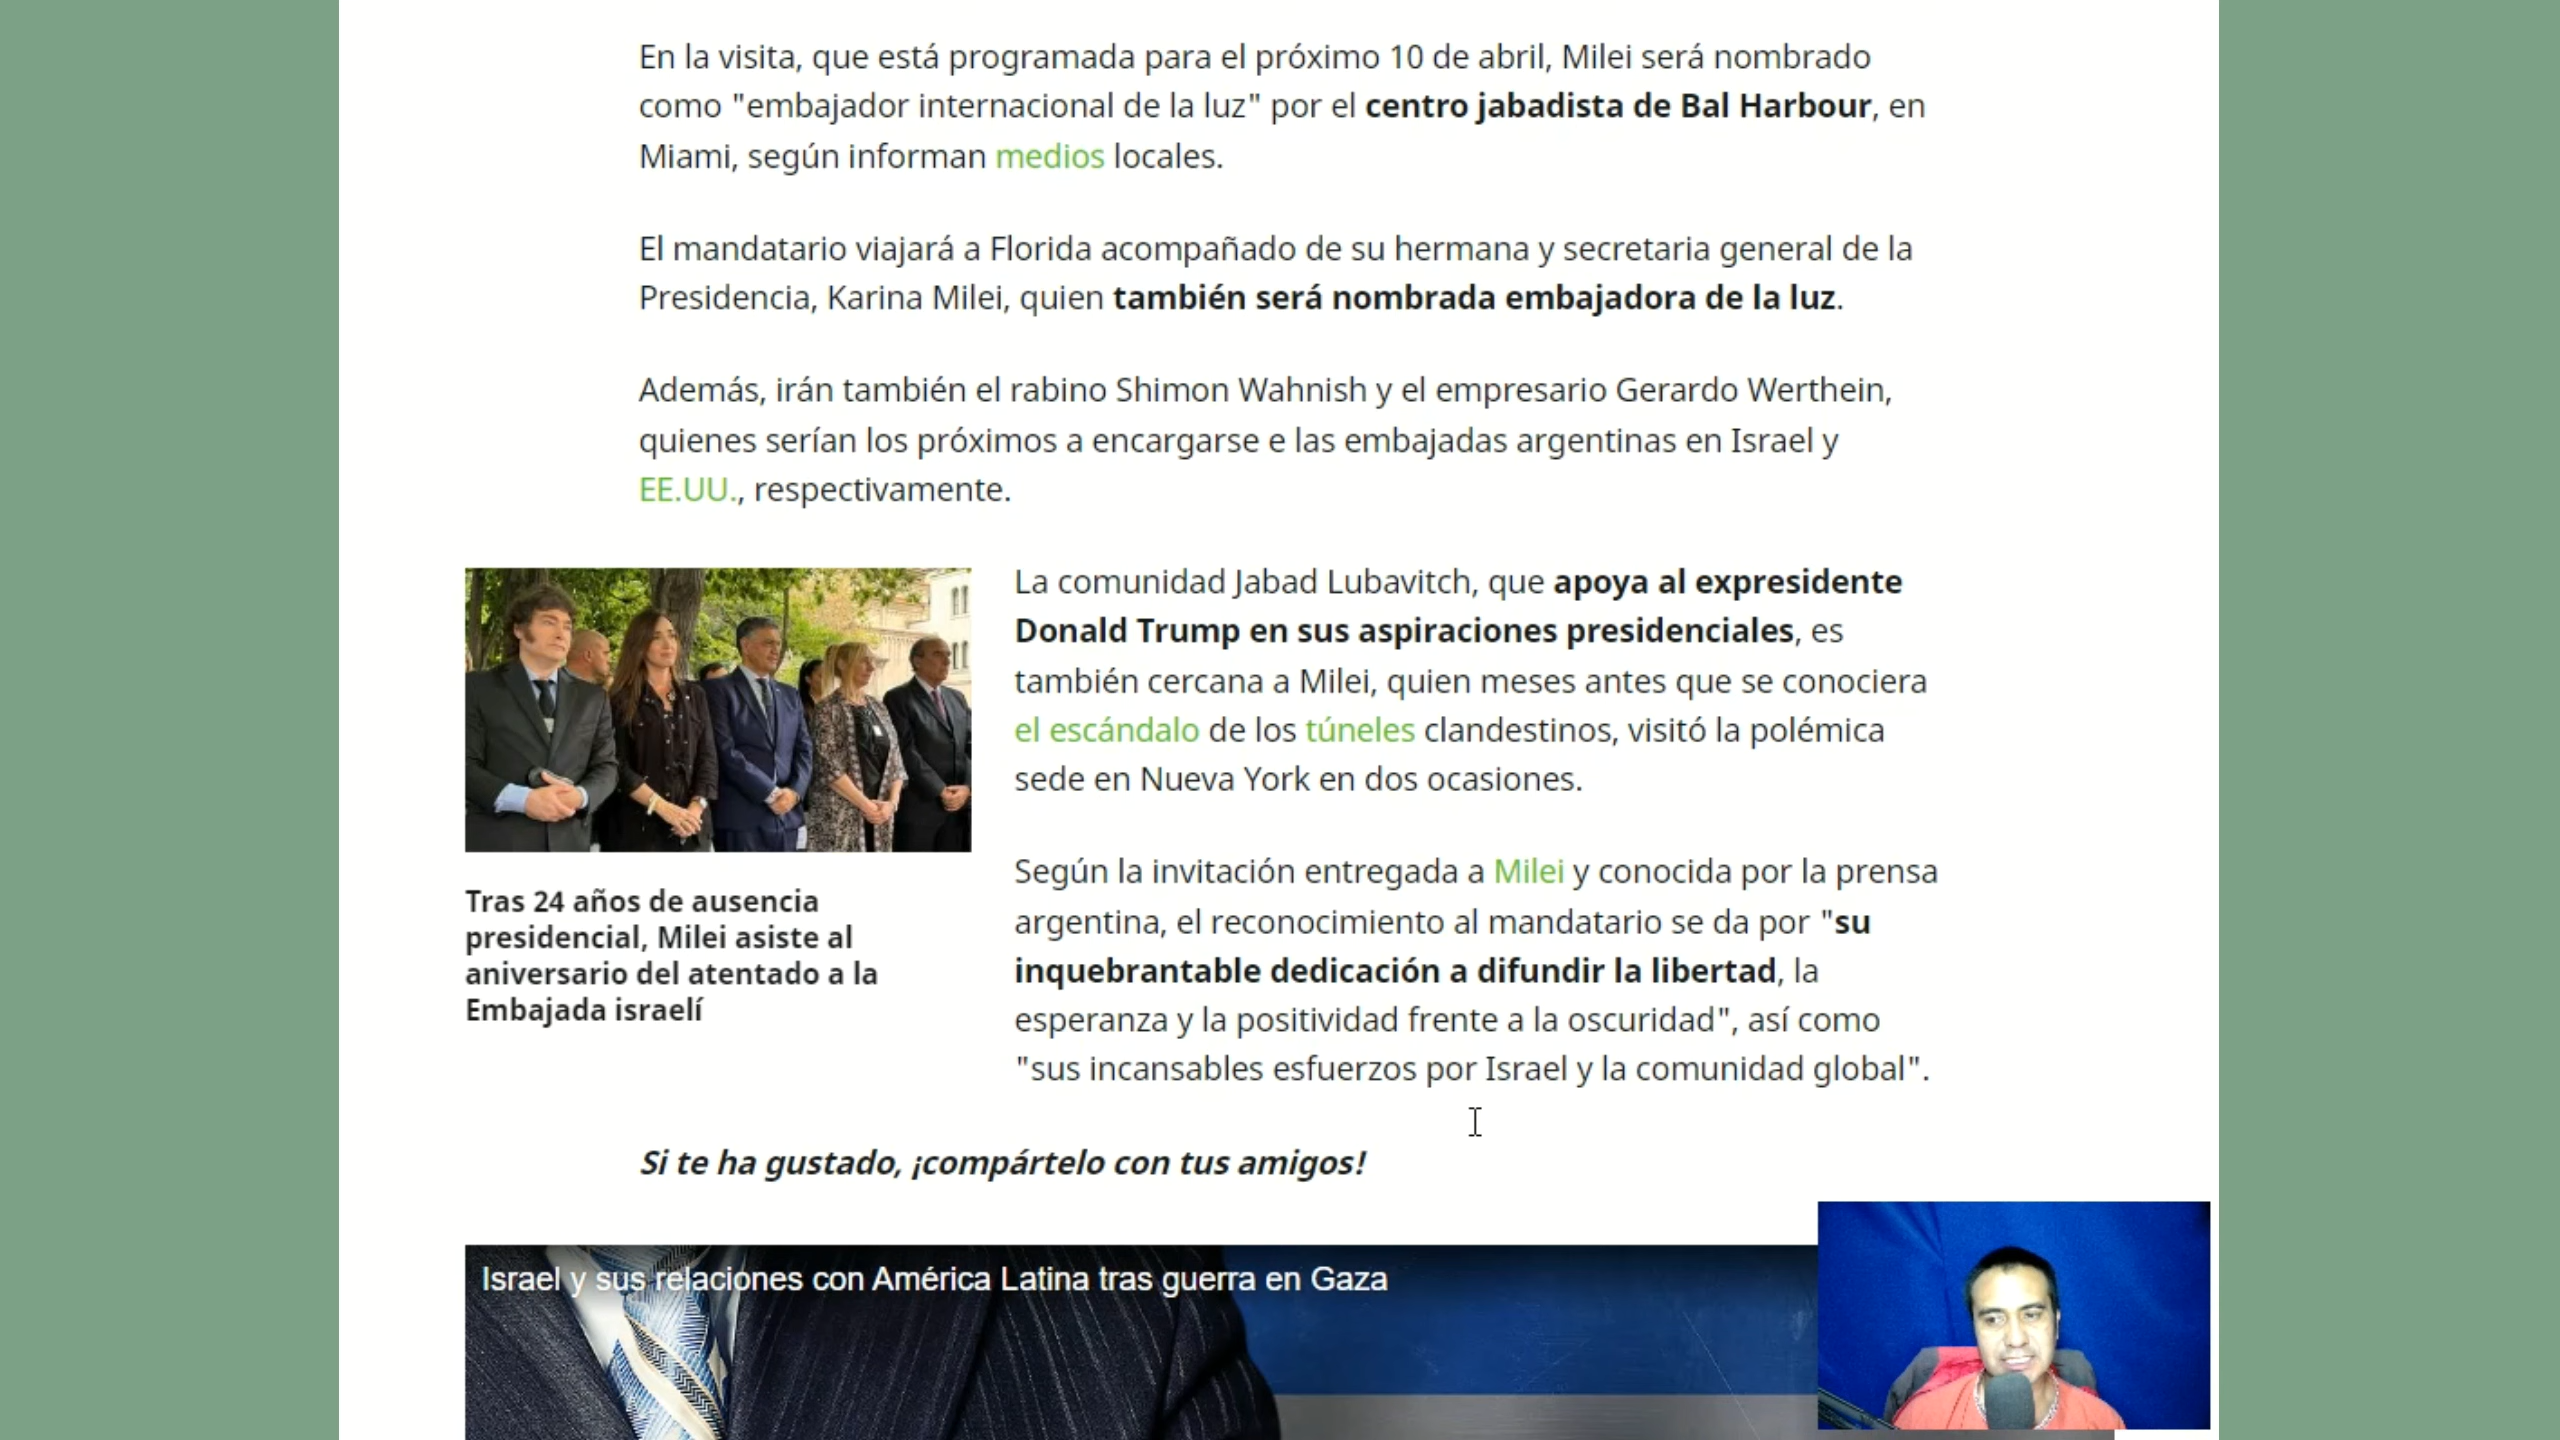 En la visita, que está programada para el próximo 10 de abril, Milei será nombrado
como "embajador internacional de la luz" por el centro jabadista de Bal Harbour, en
Miami, según informan medios locales.
El mandatario viajará a Florida acompañado de su hermana y secretaria general de la
Presidencia, Karina Milei, quien también será nombrada embajadora de la luz.
Además, irán también el rabino Shimon Wahnish y el empresario Gerardo Werthein,
quienes serían los próximos a encargarse e las embajadas argentinas en Israel y
EE.UU., respectivamente.
Tras 24 años de ausencia
presidencial, Milei asiste al
aniversario del atentado a la
Embajada israelí
La comunidad Jabad Lubavitch, que apoya al expresidente
Donald Trump en sus aspiraciones presidenciales, es
también cercana a Milei, quien meses antes que se conociera
el escándalo de los túneles clandestinos, visitó la polémica
sede en Nueva York en dos ocasiones.
Según la invitación entregada a Milei y conocida por la prensa
argentina, el reconocimiento al mandatario se da por "su
inquebrantable dedicación a difundir la libertad, la
esperanza y la positividad frente a la oscuridad", así como
"sus incansables esfuerzos por Israel y la comunidad global".
Si te ha gustado, ¡compártelo con tus amigos!
Israel y sus relaciones con América Latina tras guerra en Gaza